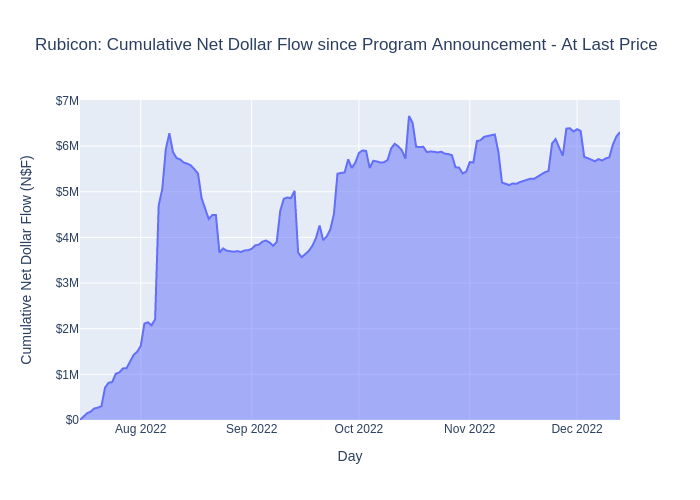 Rubicon: Cumulative Net Dollar Flow since Program Announcement - At Last Price
Cumulative Net Dollar Flow (N$F)
$7M
$6M
$5M
$4M
$3M
$2M
$1M
$0
Aug 2022
Sep 2022
Oct 2022
Nov 2022
Dec 2022
Day